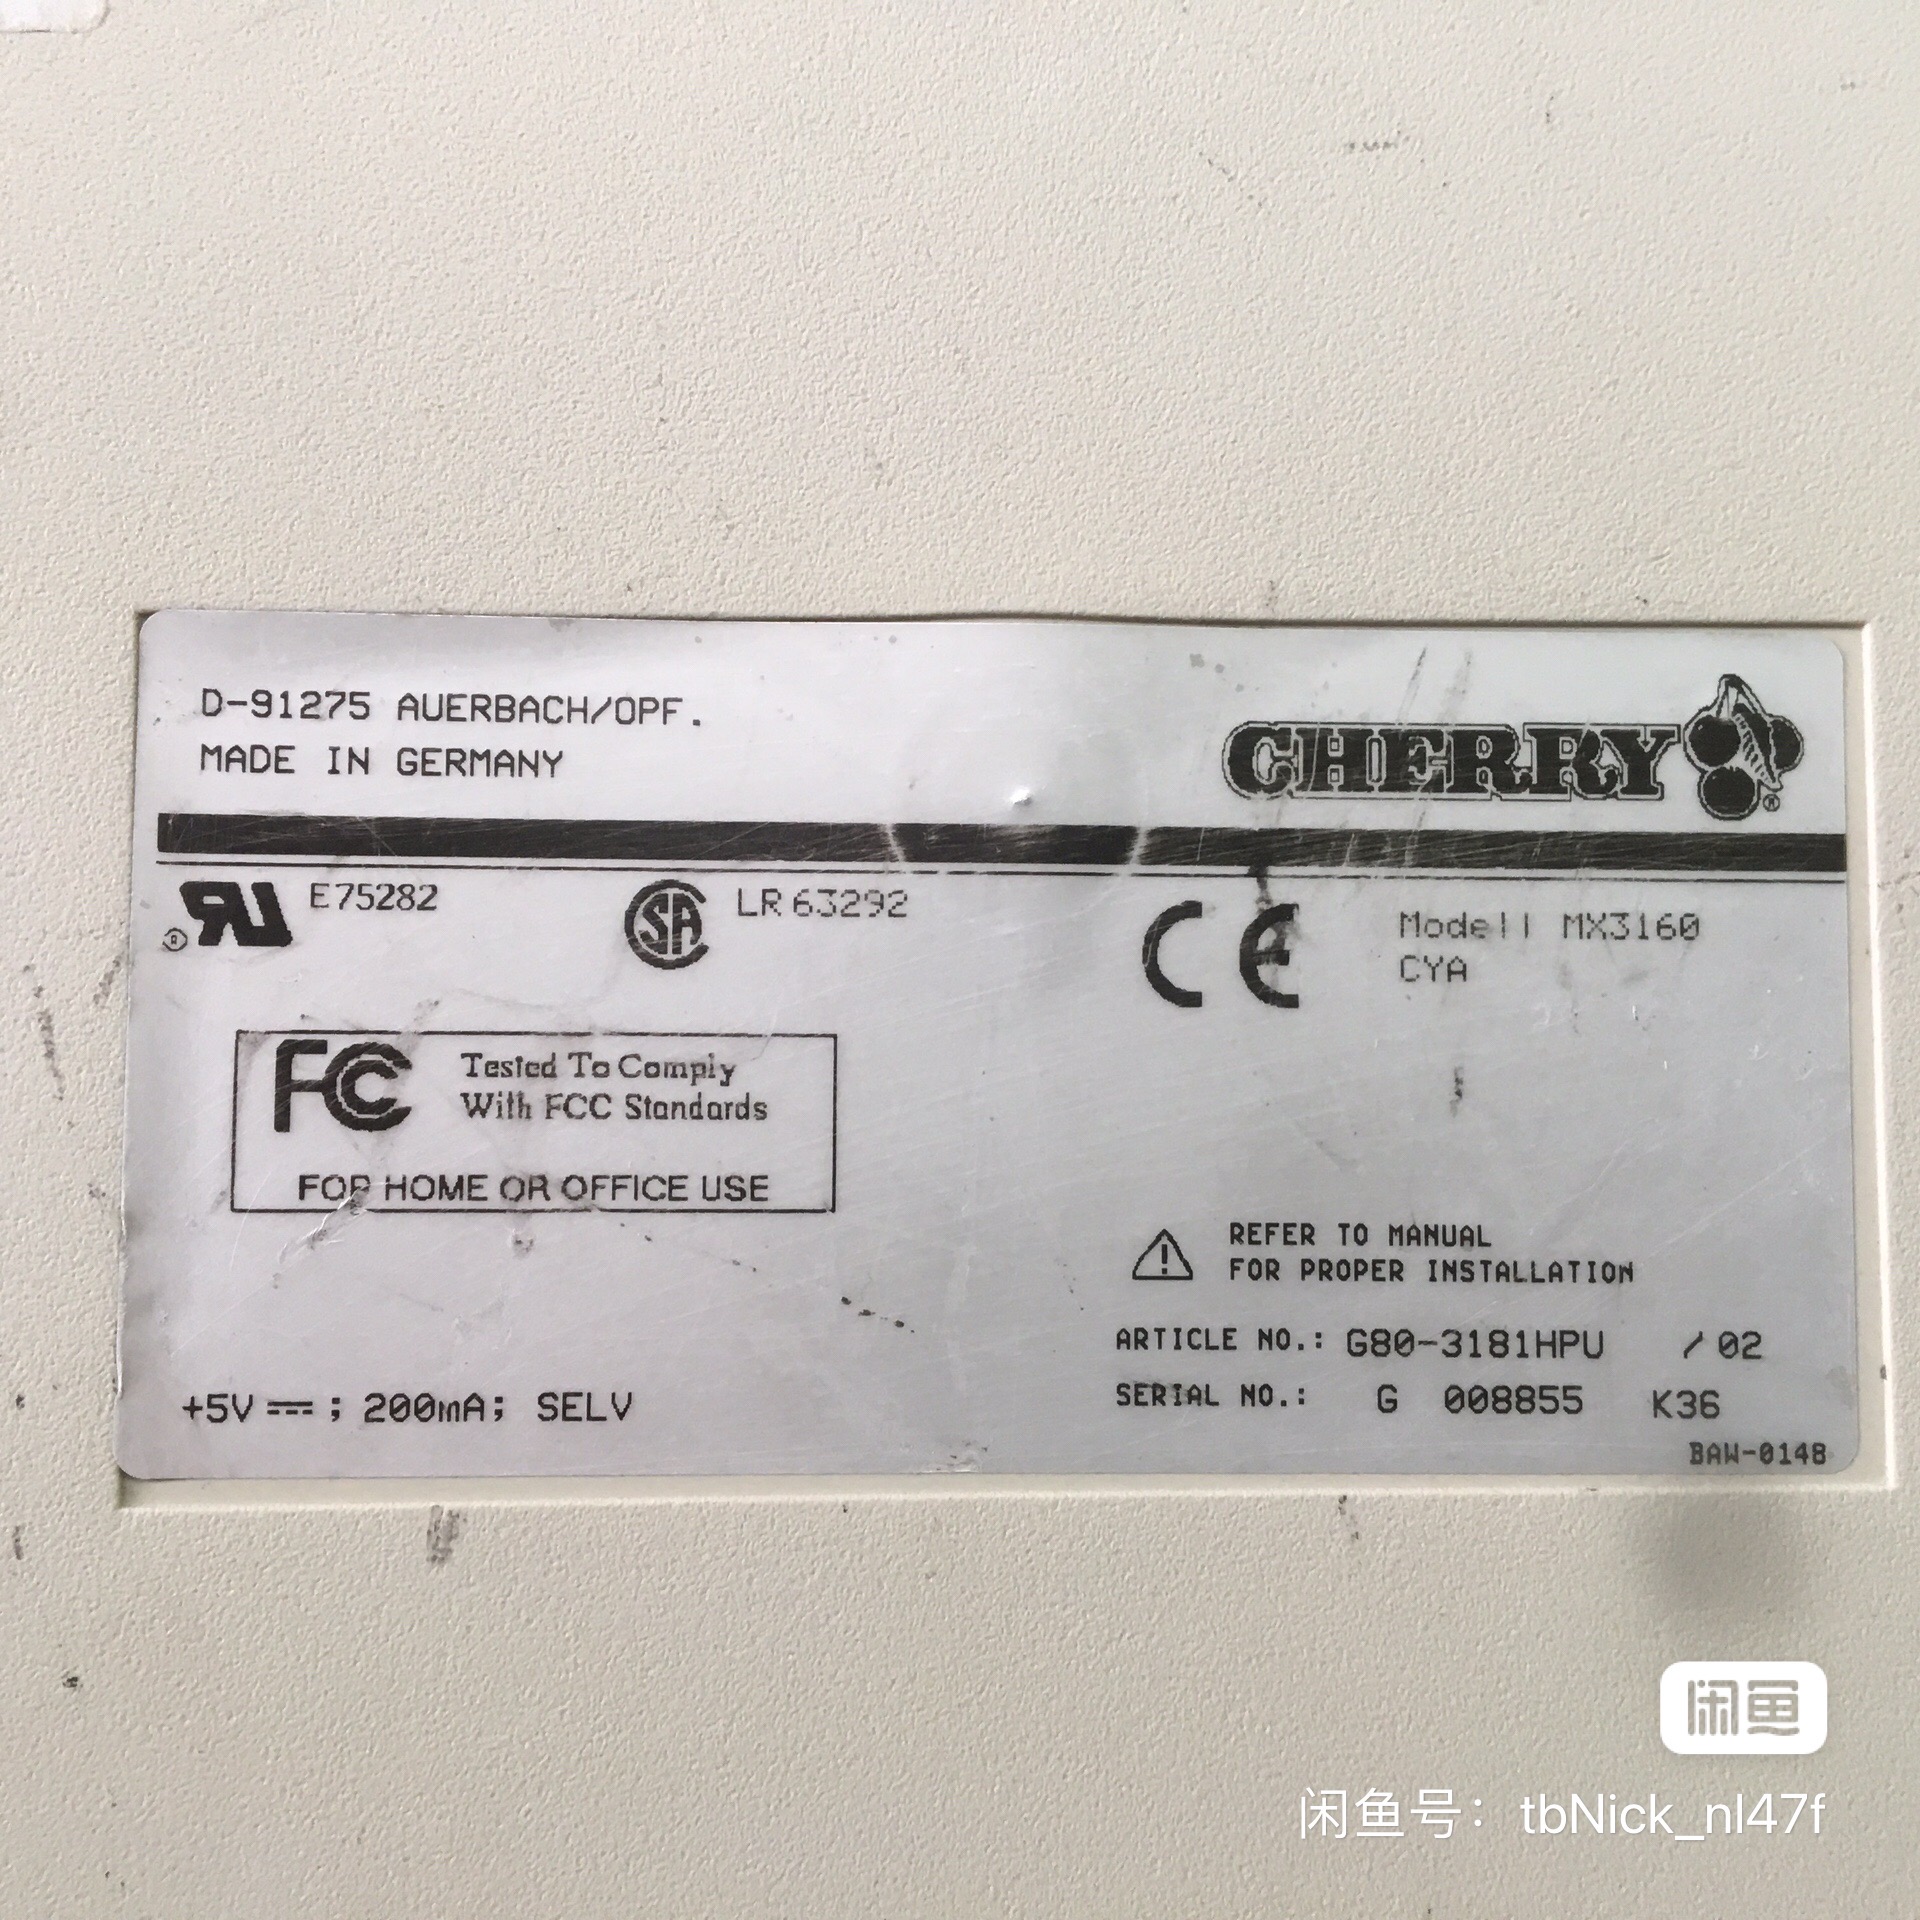 D-91275 AUERBACH/OPF.
MADE IN GERMANY
CHERRY
®
® RU E75282
SA LR 63292
CE
Modell MX3160
CYA
FC Tested To Comply
With FCC Standards
FOR HOME OR OFFICE USE
REFER TO MANUAL
FOR PROPER INSTALLATION
ARTICLE NO.: G80-3181HPU /02
SERIAL NO.: G 008855 K36
+5V ⎓; 200mA; SELV
BAW-0148
闲鱼
闲鱼号：tbNick_nl47f